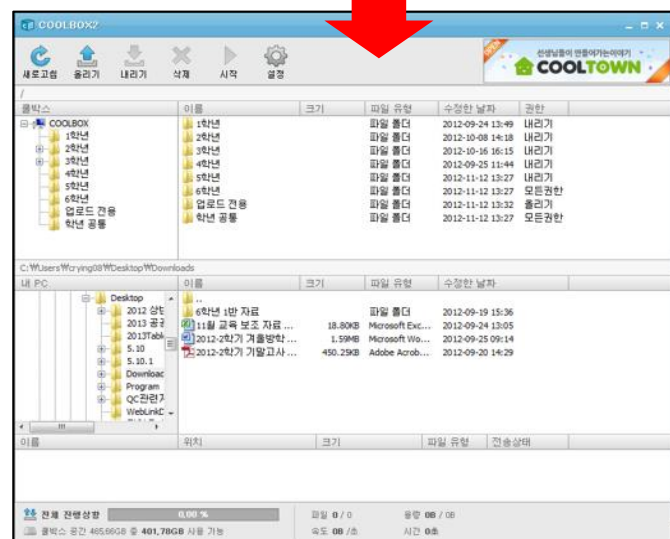 COOLBOX2
새로고침 올리기 내리기 삭제 시작 설정
OPEN 선생님들이 만들어가는이야기
COOLTOWN
/
쿨박스
COOLBOX
1학년
2학년
3학년
4학년
5학년
6학년
업로드 전용
학년 공통
이름 크기 파일 유형 수정한 날짜 권한
1학년 파일 폴더 2012-09-24 13:49 내리기
2학년 파일 폴더 2012-10-08 14:18 내리기
3학년 파일 폴더 2012-10-16 16:15 내리기
4학년 파일 폴더 2012-09-25 11:44 내리기
5학년 파일 폴더 2012-11-12 13:27 내리기
6학년 파일 폴더 2012-11-12 13:27 모든권한
업로드 전용 파일 폴더 2012-11-12 13:32 올리기
학년 공통 파일 폴더 2012-11-12 13:27 모든권한
C:₩Users₩crying08₩Desktop₩Downloads
내 PC
Desktop
2012 상반
2013 공
2013Tabl
5.10
5.10.1
Downloac
Program
QC관련
WebLinkD
이름 크기 파일 유형 수정한 날짜
..
6학년 1반 자료 파일 폴더 2012-09-19 15:36
11월 교육 보조 자료 ... 18.80KB Microsoft Exc... 2012-09-24 13:05
2012-2학기 겨울방학 ... 1.59MB Microsoft Wo... 2012-09-25 09:14
2012-2학기 기말고사 ... 450.25KB Adobe Acrob... 2012-09-20 14:29
이름 위치 크기 파일 유형 전송상태
전체 진행상황 0.00 % 파일 0 / 0 용량 0B / 0B
쿨박스 공간 465.66GB 중 401.78GB 사용 가능 속도 0B /초 시간 0초